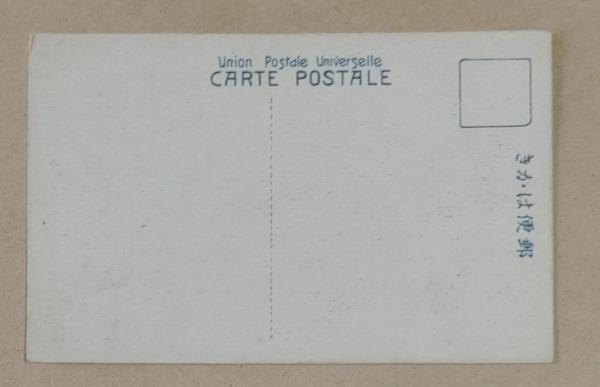 Union Postale Universelle
CARTE POSTALE
きかは便郵